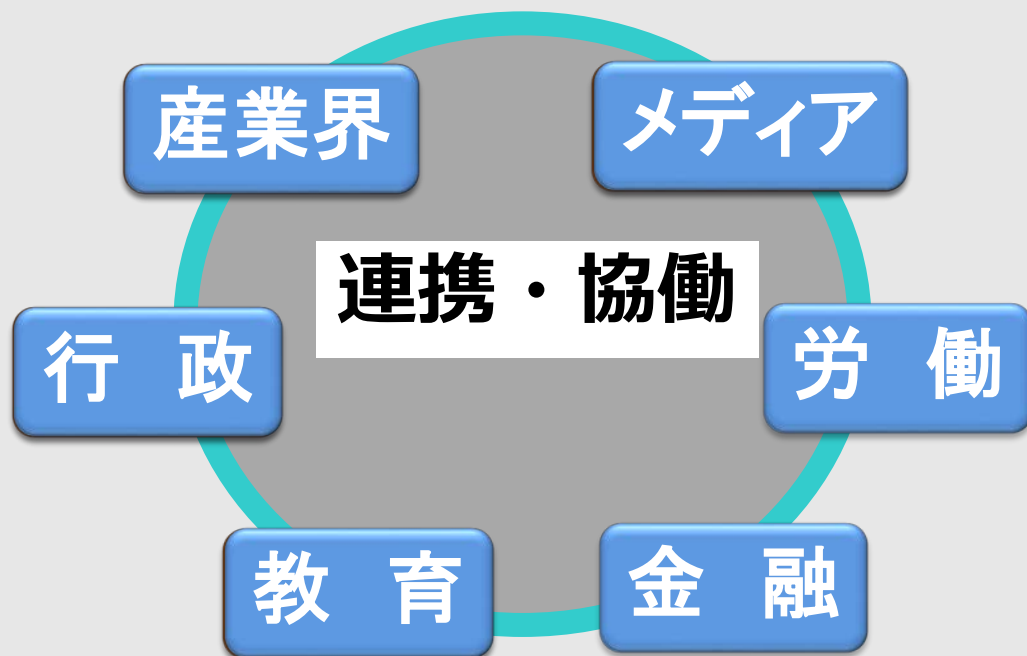 産業界
メディア
連携・協働
行　政
労　働
教　育
金　融